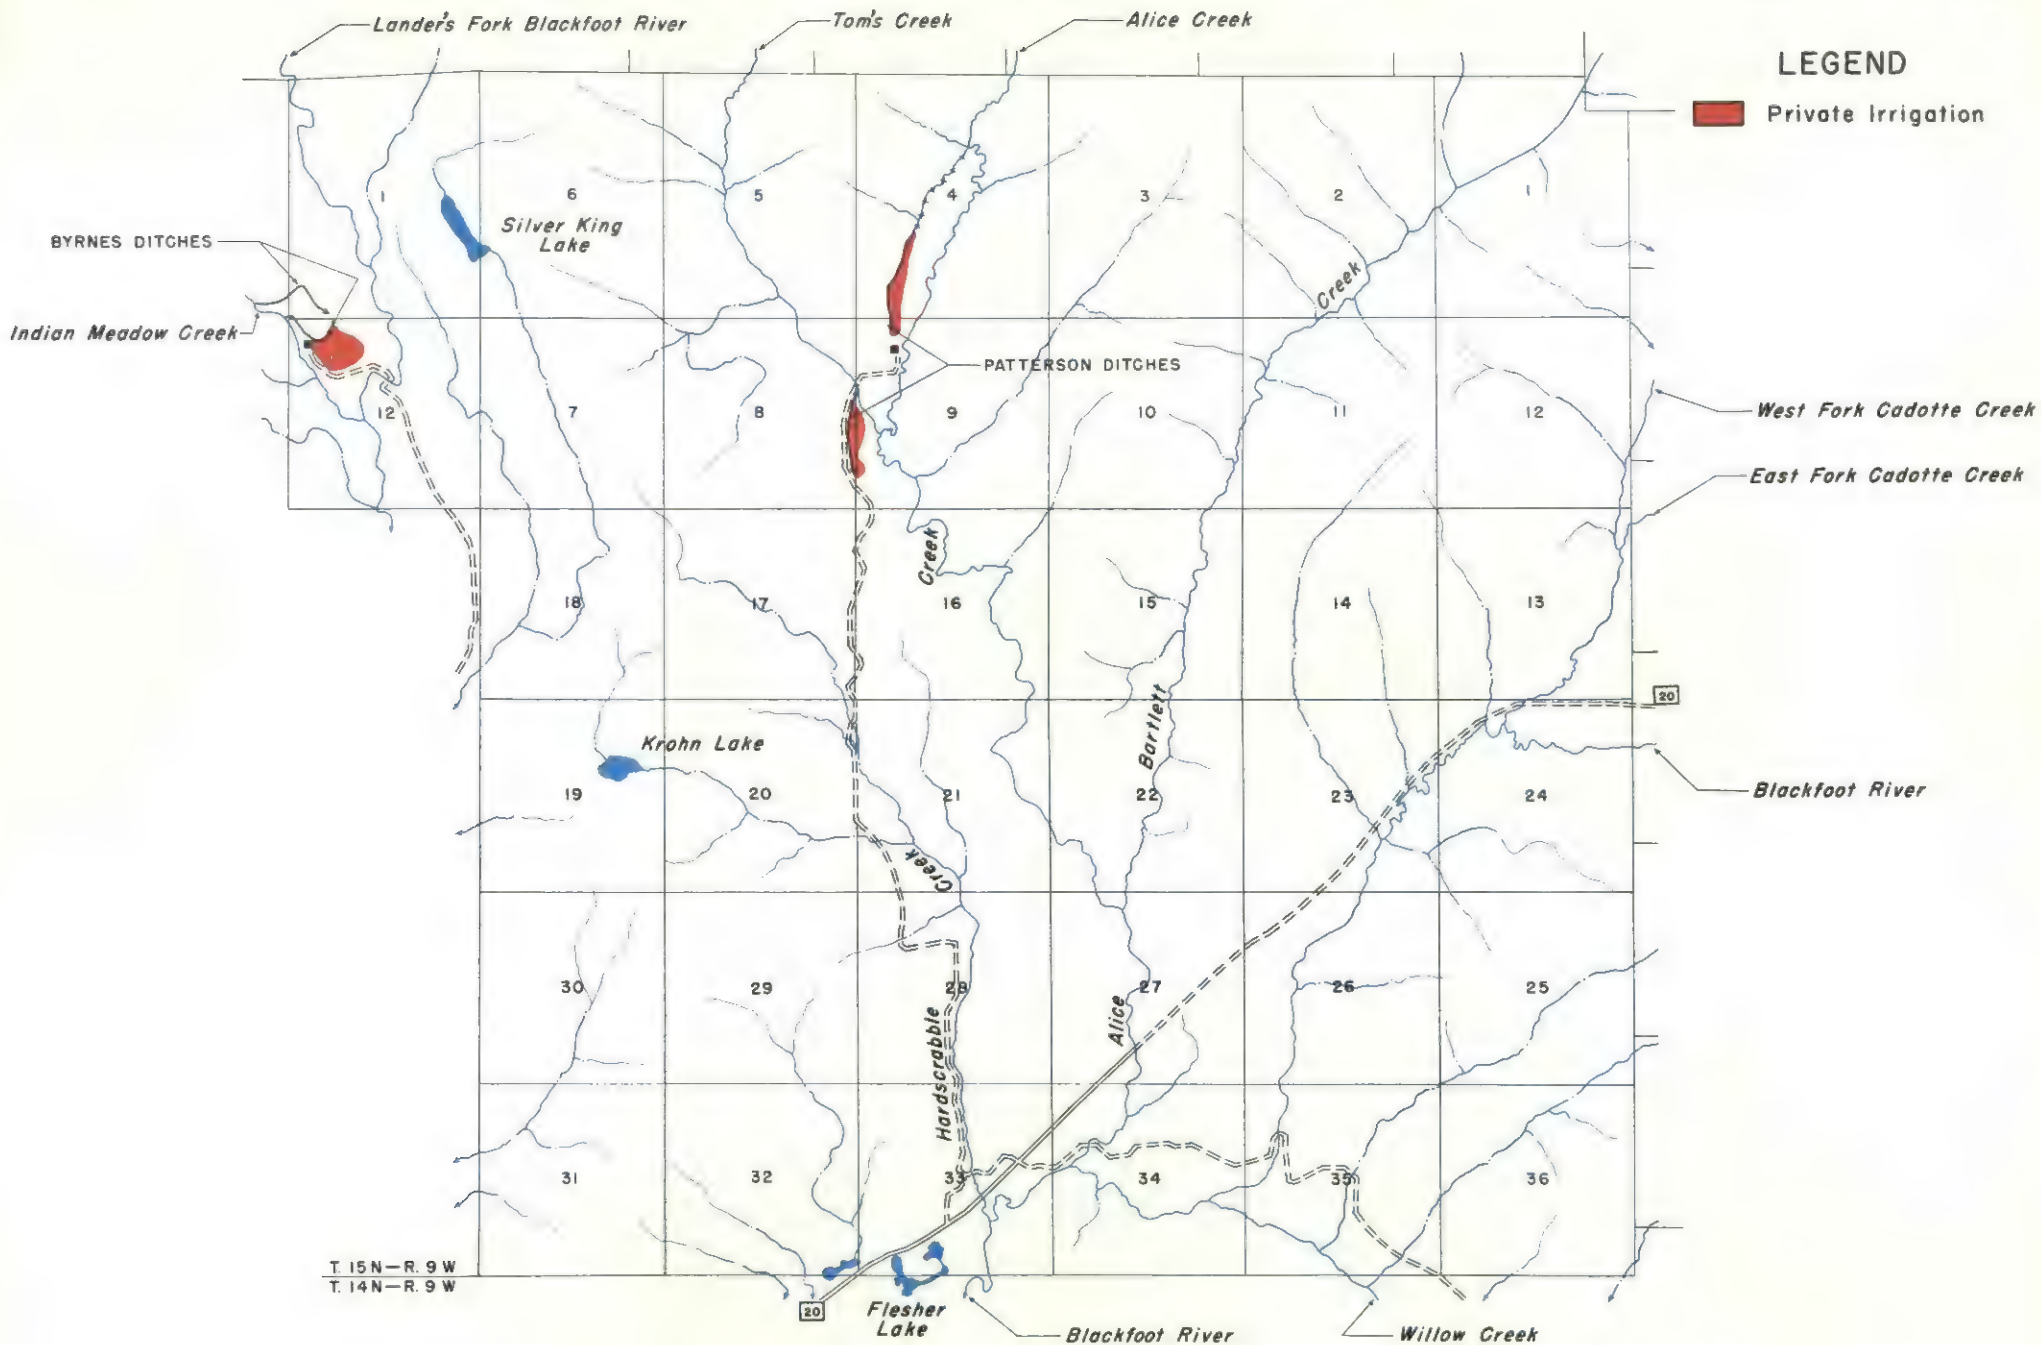 Lander's Fork Blackfoot River
Tom's Creek
Alice Creek
LEGEND
Private Irrigation
1
6
5
4
3
2
1
Silver King
Lake
BYRNES DITCHES
Creek
Indian Meadow Creek
PATTERSON DITCHES
12
7
8
9
10
11
12
West Fork Cadotte Creek
East Fork Cadotte Creek
Creek
18
17
16
15
14
13
20
Bartlett
Krohn Lake
19
20
21
22
23
24
Blackfoot River
Creek
30
29
28
27
26
25
Alice
Hardscrabble
31
32
33
34
35
36
T. 15 N—R. 9 W
T. 14 N—R. 9 W
20
Flesher
Lake
Blackfoot River
Willow Creek